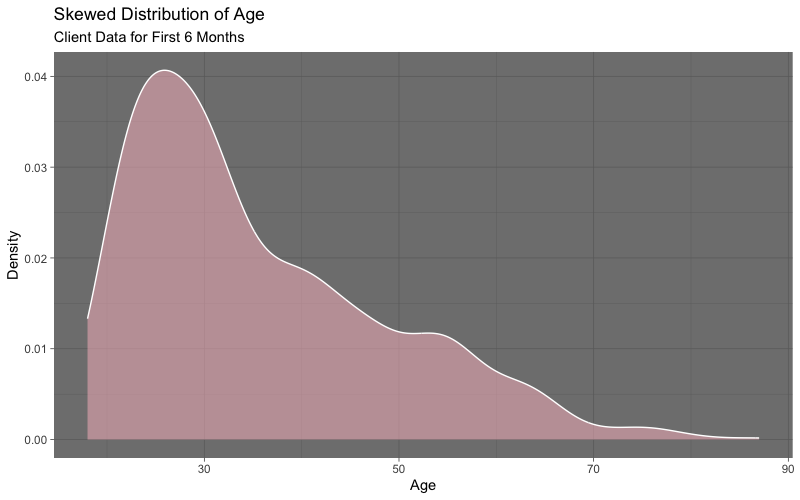 Skewed Distribution of Age
Client Data for First 6 Months
Density
0.04
0.03
0.02
0.01
0.00
30 50 70 90
Age